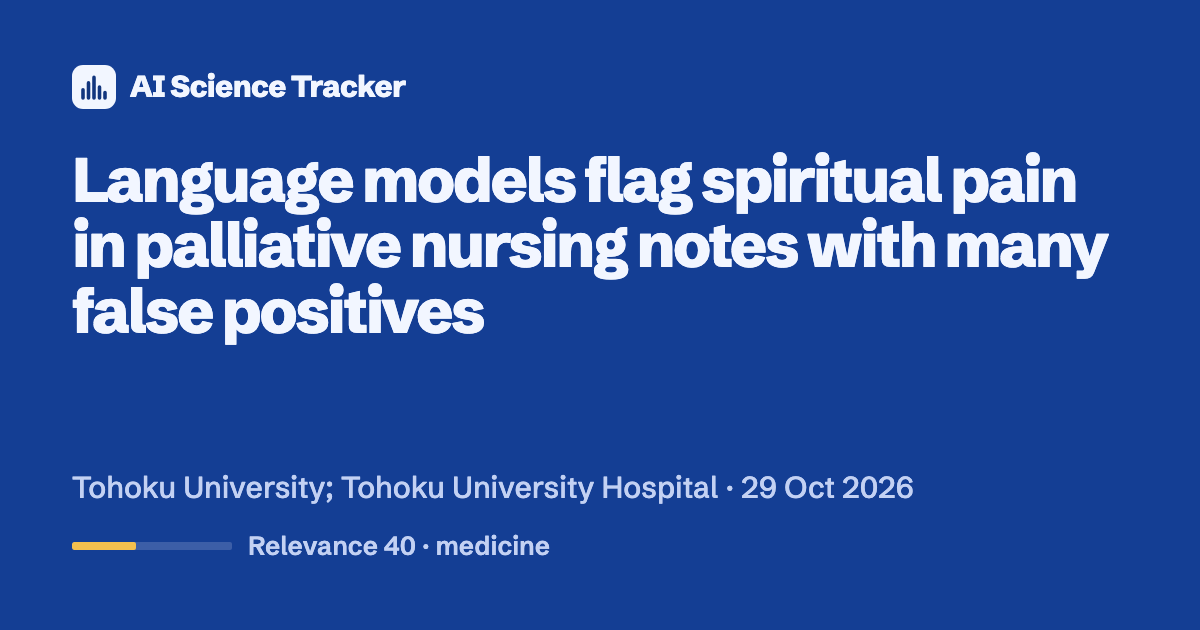 AI Science Tracker
Language models flag spiritual pain
in palliative nursing notes with many
false positives
Tohoku University; Tohoku University Hospital · 29 Oct 2026
Relevance 40 · medicine